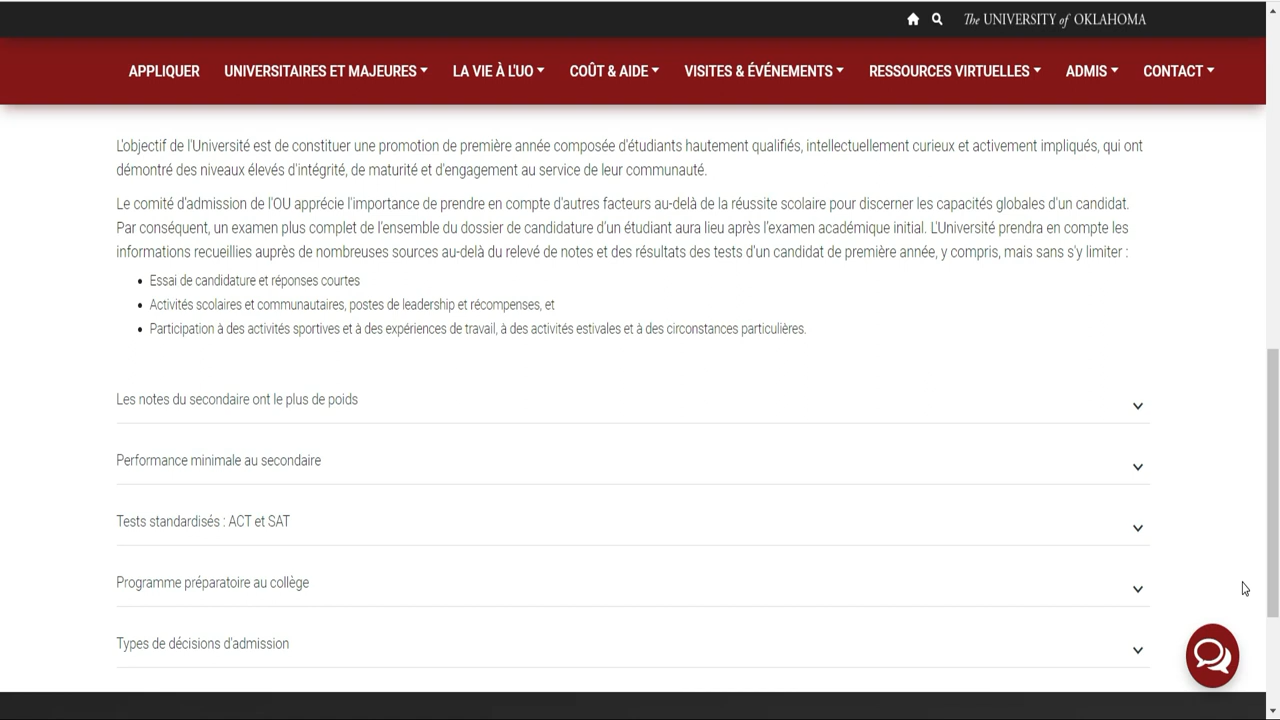 The UNIVERSITY of OKLAHOMA
APPLIQUER UNIVERSITAIRES ET MAJEURES LA VIE À L'UO COÛT & AIDE VISITES & ÉVÉNEMENTS RESSOURCES VIRTUELLES ADMIS CONTACT
L'objectif de l'Université est de constituer une promotion de première année composée d'étudiants hautement qualifiés, intellectuellement curieux et activement impliqués, qui ont
démontré des niveaux élevés d'intégrité, de maturité et d'engagement au service de leur communauté.
Le comité d'admission de l'OU apprécie l'importance de prendre en compte d'autres facteurs au-delà de la réussite scolaire pour discerner les capacités globales d'un candidat.
Par conséquent, un examen plus complet de l'ensemble du dossier de candidature d'un étudiant aura lieu après l'examen académique initial. L'Université prendra en compte les
informations recueillies auprès de nombreuses sources au-delà du relevé de notes et des résultats des tests d'un candidat de première année, y compris, mais sans s'y limiter :
• Essai de candidature et réponses courtes
• Activités scolaires et communautaires, postes de leadership et récompenses, et
• Participation à des activités sportives et à des expériences de travail, à des activités estivales et à des circonstances particulières.
Les notes du secondaire ont le plus de poids
Performance minimale au secondaire
Tests standardisés : ACT et SAT
Programme préparatoire au collège
Types de décisions d'admission